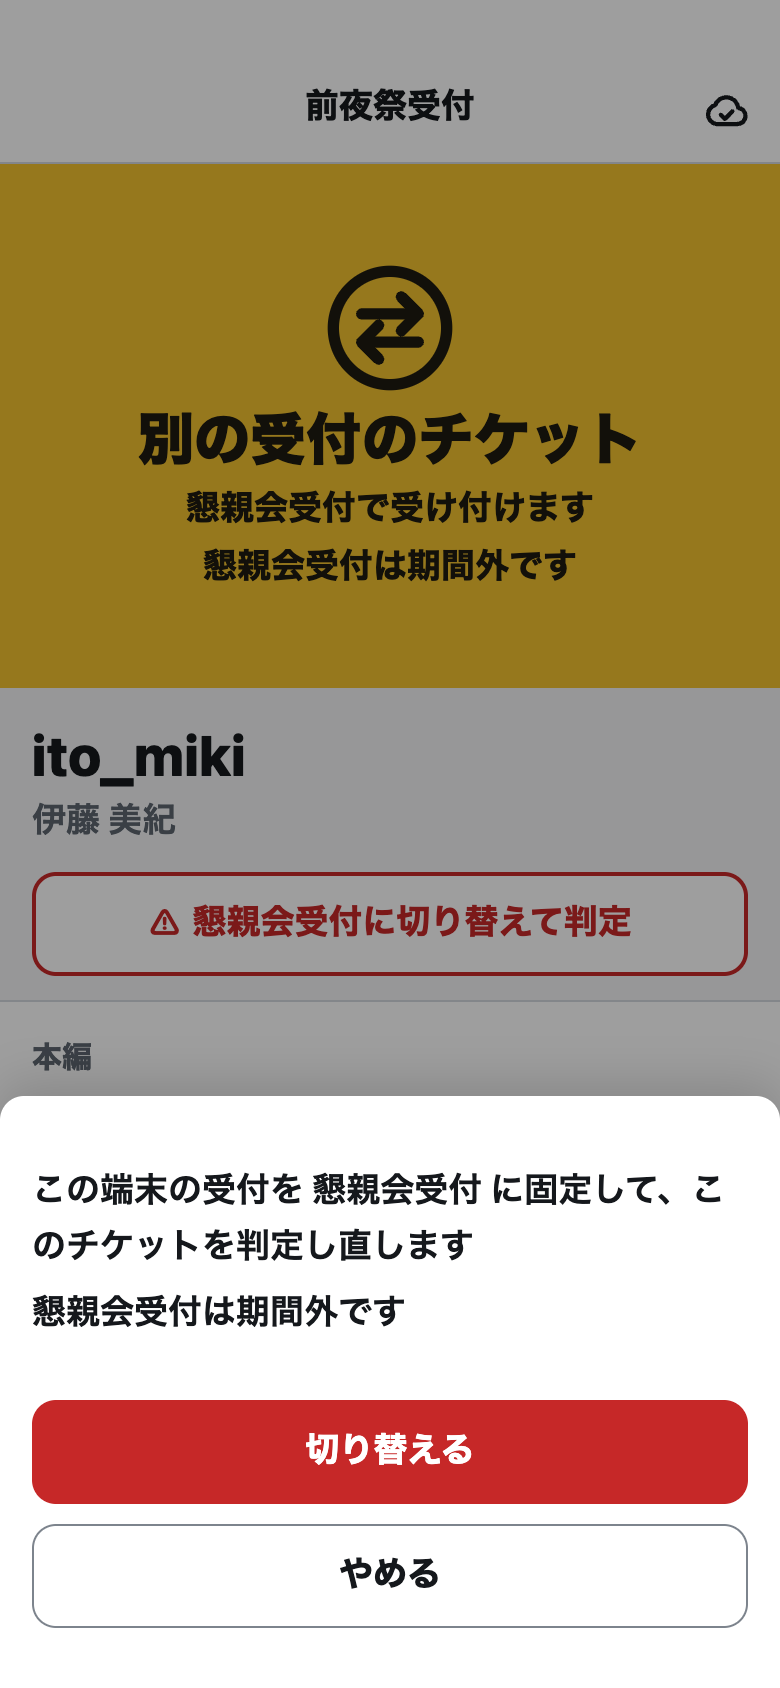 前夜祭受付
別の受付のチケット
懇親会受付で受け付けます
懇親会受付は期間外です
ito_miki
伊藤 美紀
懇親会受付に切り替えて判定
本編
この端末の受付を 懇親会受付 に固定して、こ
のチケットを判定し直します
懇親会受付は期間外です
切り替える
やめる